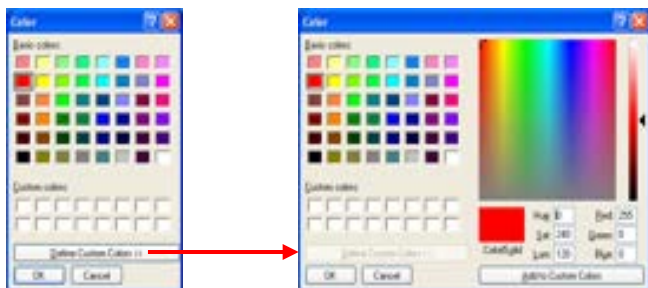 Color
Basic colors:
Custom colors:
Define Custom Colors >>
OK
Cancel
Color
Basic colors:
Custom colors:
Define Custom Colors >>
OK
Cancel
Color|Solid
Hue: 0
Sat: 240
Lum: 120
Red: 255
Green: 0
Blue: 0
Add to Custom Colors